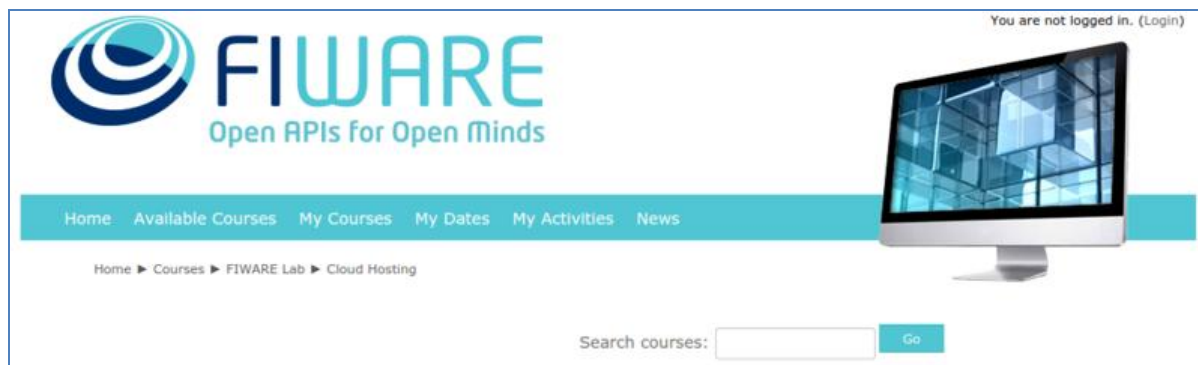 You are not logged in. (Login)
FIWARE
Open APIs for Open Minds
Home Available Courses My Courses My Dates My Activities News
Home ► Courses ► FIWARE Lab ► Cloud Hosting
Search courses: Go